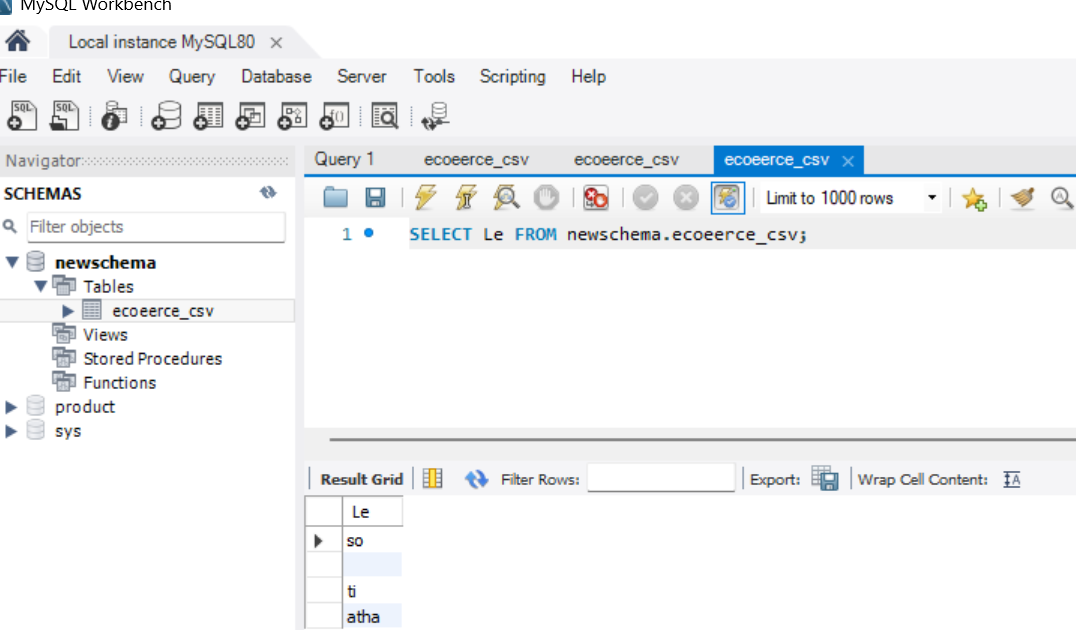 MySQL Workbench
Local instance MySQL80
File Edit View Query Database Server Tools Scripting Help
SQL SQL
Navigator
SCHEMAS
Filter objects
newschema
Tables
ecoeerce_csv
Views
Stored Procedures
Functions
product
sys
Query 1 ecoeerce_csv ecoeerce_csv ecoeerce_csv
Limit to 1000 rows
1 SELECT Le FROM newschema.ecoeerce_csv;
Result Grid Filter Rows: Export: Wrap Cell Content:
Le
so
ti
atha